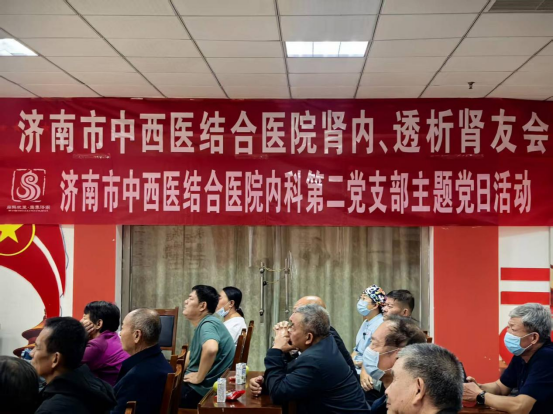 济南市中西医结合医院肾内、透析肾友会
济南市中西医结合医院内科第二党支部主题党日活动